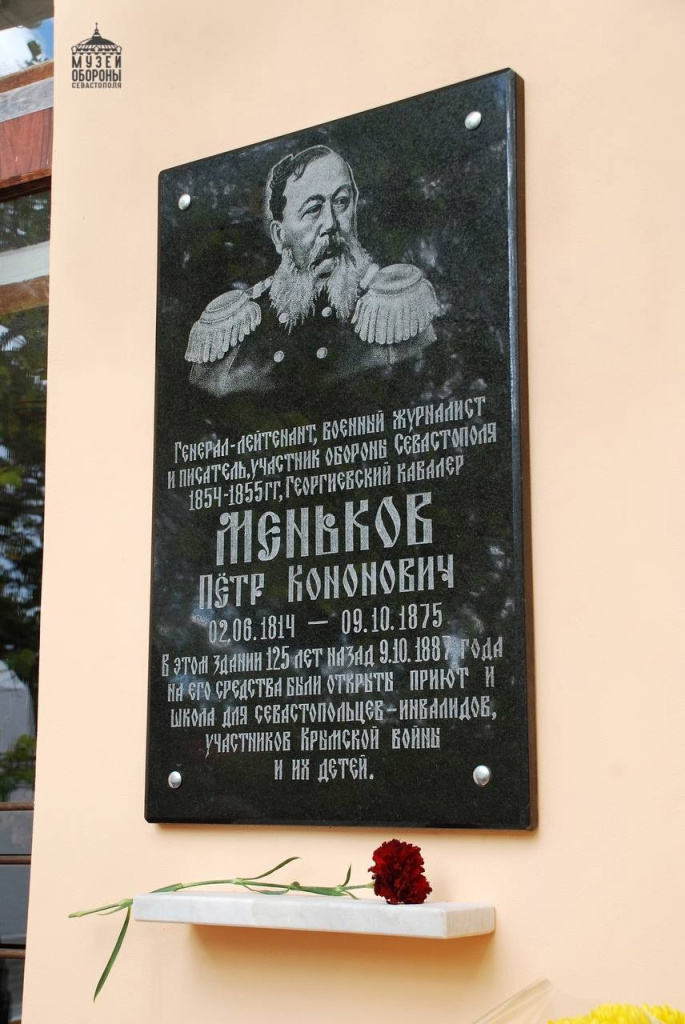 МУЗЕЙ
ОБОРОНЫ
СЕВАСТОПОЛЯ
Генерал-лейтенант, военный журналист
и писатель, участник обороны Севастополя
1854-1855гг, Георгиевский кавалер
Меньков
Пётр Кононович
02.06.1814 — 09.10.1875
В этом здании 125 лет назад 9.10.1887 года
на его средства были открыты приют и
школа для севастопольцев-инвалидов,
участников Крымской войны
и их детей.